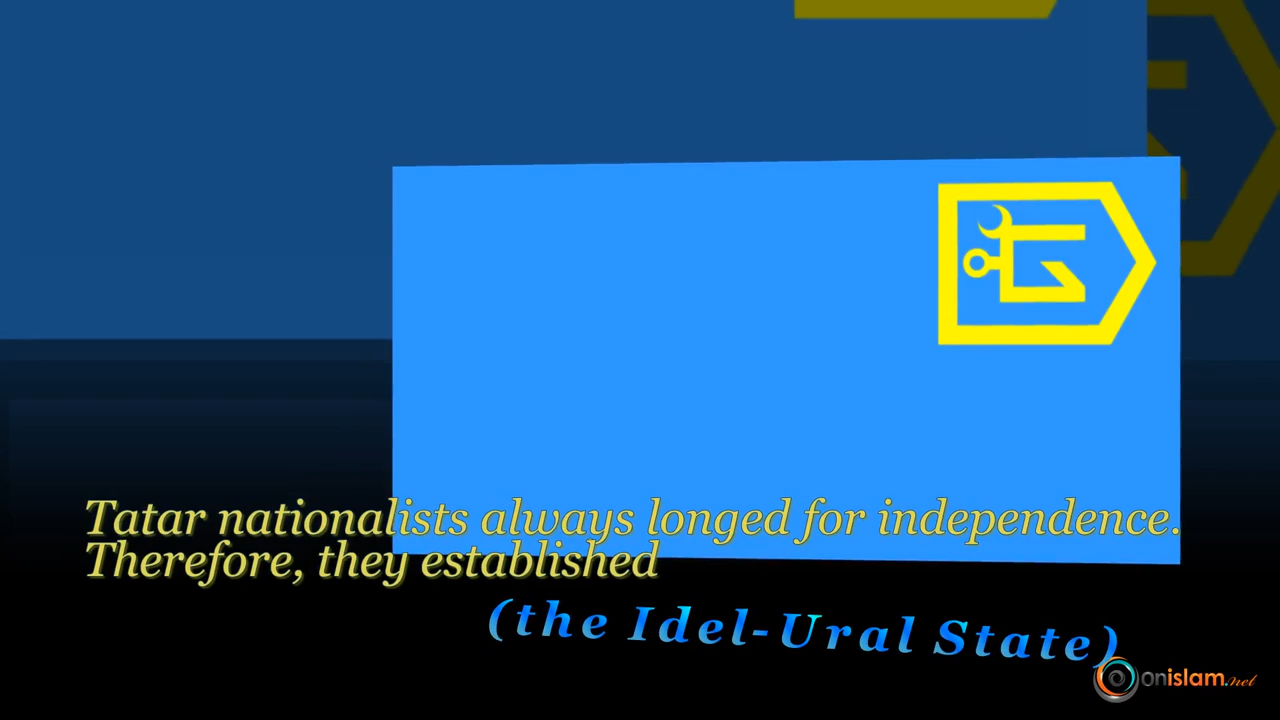 Tatar nationalists always longed for independence.
Therefore, they established
(the Idel-Ural State)
onislam.net